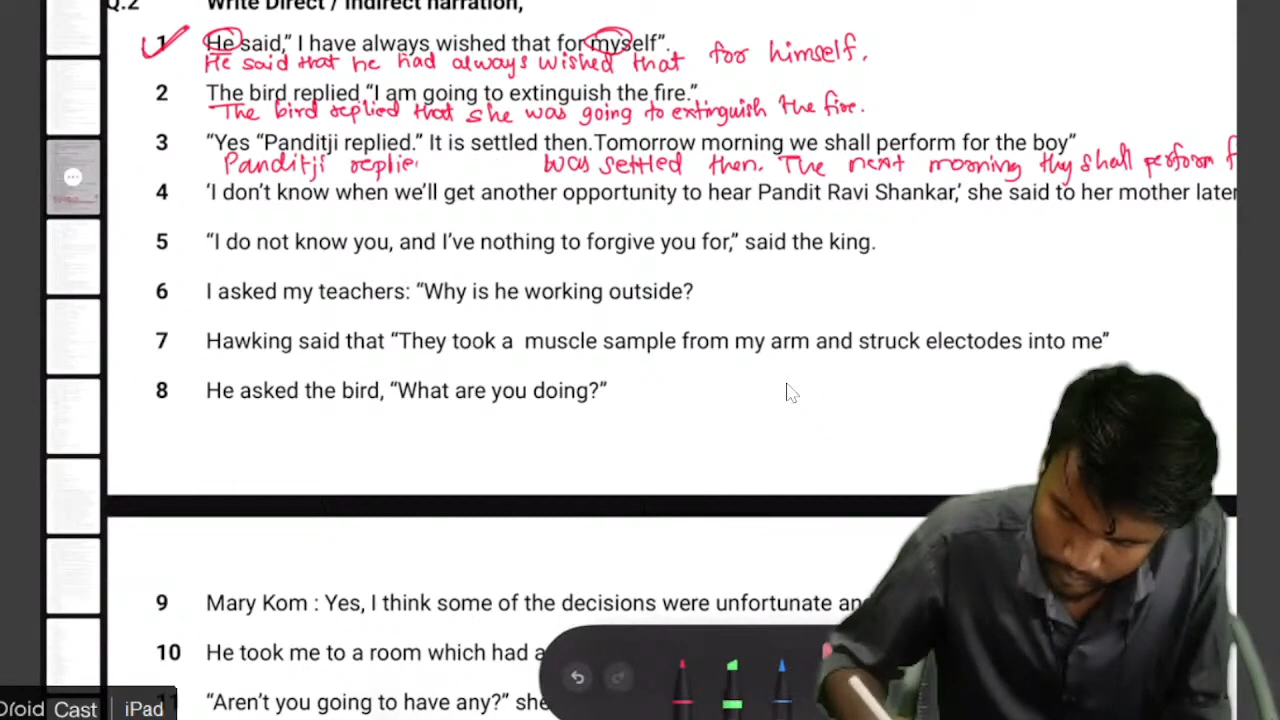 Q.2 Write Direct / Indirect narration,
1 He said," I have always wished that for myself".
He said that he had always wished that for himself.
2 The bird replied "I am going to extinguish the fire."
The bird replied that she was going to extinguish the fire.
3 "Yes "Panditji replied." It is settled then.Tomorrow morning we shall perform for the boy"
Panditji replie was settled then. The next morning thy shall perform f
4 'I don't know when we'll get another opportunity to hear Pandit Ravi Shankar,' she said to her mother later
5 "I do not know you, and I've nothing to forgive you for," said the king.
6 I asked my teachers: "Why is he working outside?
7 Hawking said that "They took a muscle sample from my arm and struck electodes into me"
8 He asked the bird, "What are you doing?"
9 Mary Kom : Yes, I think some of the decisions were unfortunate an
10 He took me to a room which had a
11 "Aren't you going to have any?" she
Droid Cast iPad